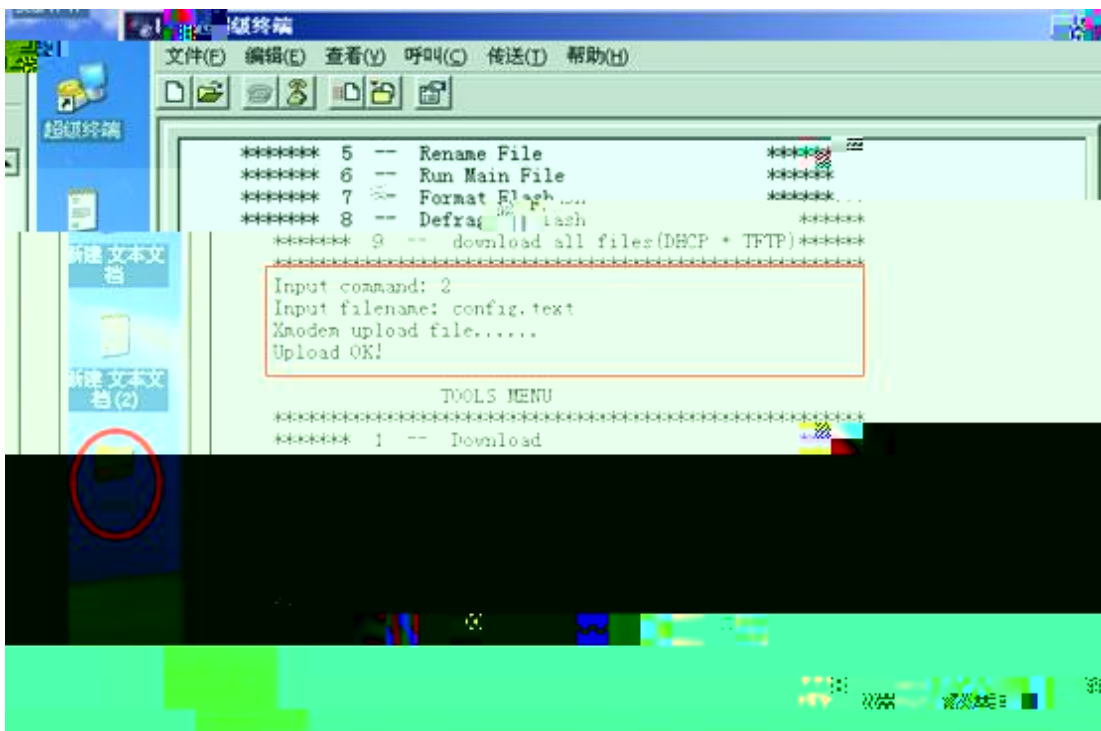 级终端
文件(F) 编辑(E) 查看(V) 呼叫(C) 传送(T) 帮助(H)
超级终端
******* 5 -- Rename File ******
******* 6 -- Run Main File ******
******* 7 -- Format Flash ******
******* 8 -- Defrag Flash ******
******* 9 -- download all files(DHCP + TFTP)******
Input command: 2
Input filename: config.text
Xmodem upload file......
Upload OK!
TOOLS MENU
******* 1 -- Download
新建 文本文
档
新建 文本文
档(2)